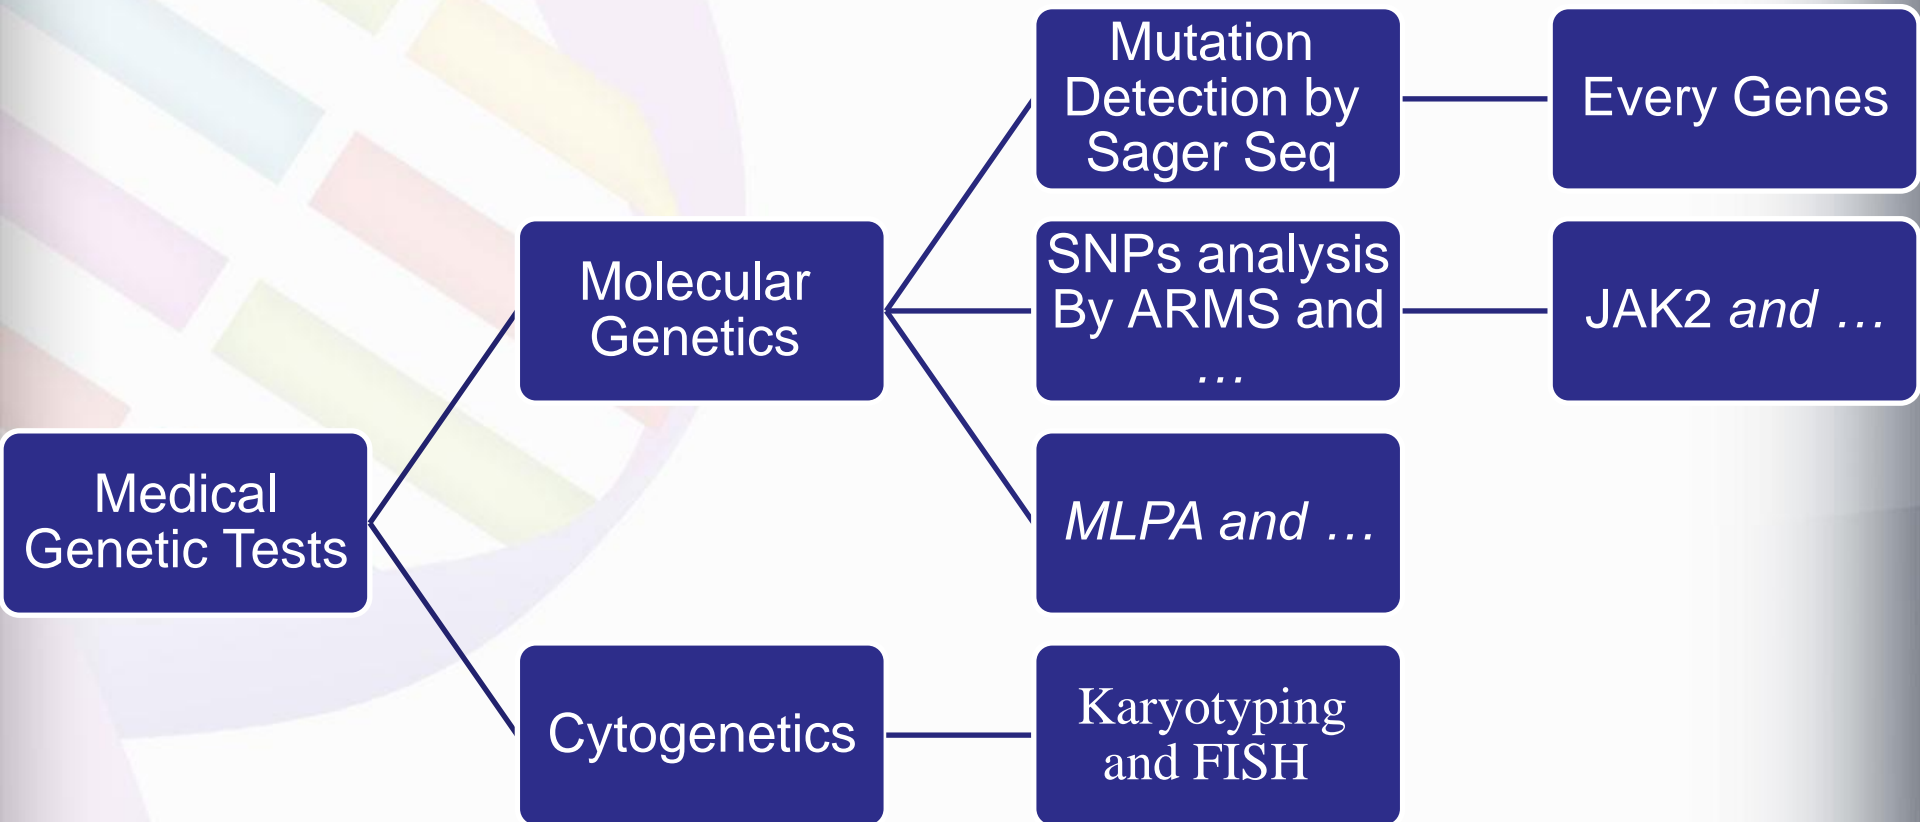 Medical
Genetic Tests
Molecular
Genetics
Mutation
Detection by
Sager Seq
Every Genes
SNPs analysis
By ARMS and
…
JAK2 and …
MLPA and …
Cytogenetics
Karyotyping
and FISH